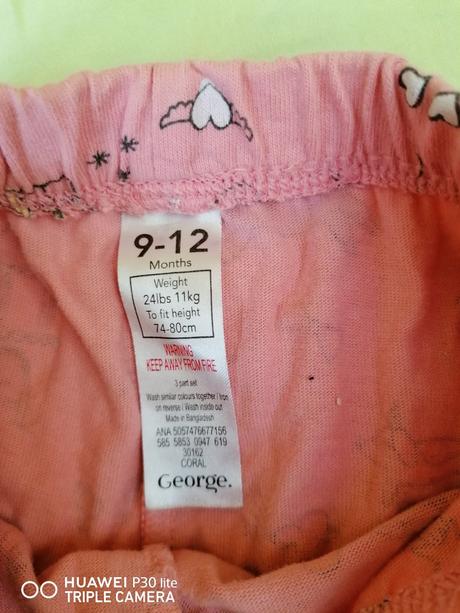 9-12
Months
Weight
24lbs 11kg
To fit height
74-80cm
WARNING
KEEP AWAY FROM FIRE
3 part set
Wash similar colours together / Iron
on reverse / Wash inside out
Made in Bangladesh
ANA 5057476677156
585 5853 0947 619
30162
CORAL
George.
HUAWEI P30 lite
TRIPLE CAMERA